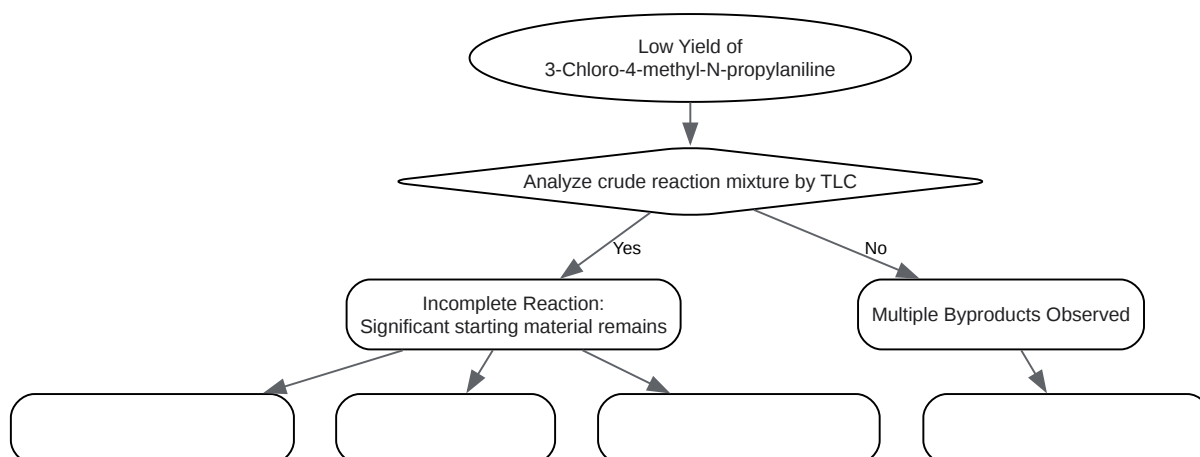 Low Yield of
3-Chloro-4-methyl-N-propylaniline
Analyze crude reaction mixture by TLC
Yes
No
Incomplete Reaction:
Significant starting material remains
Multiple Byproducts Observed